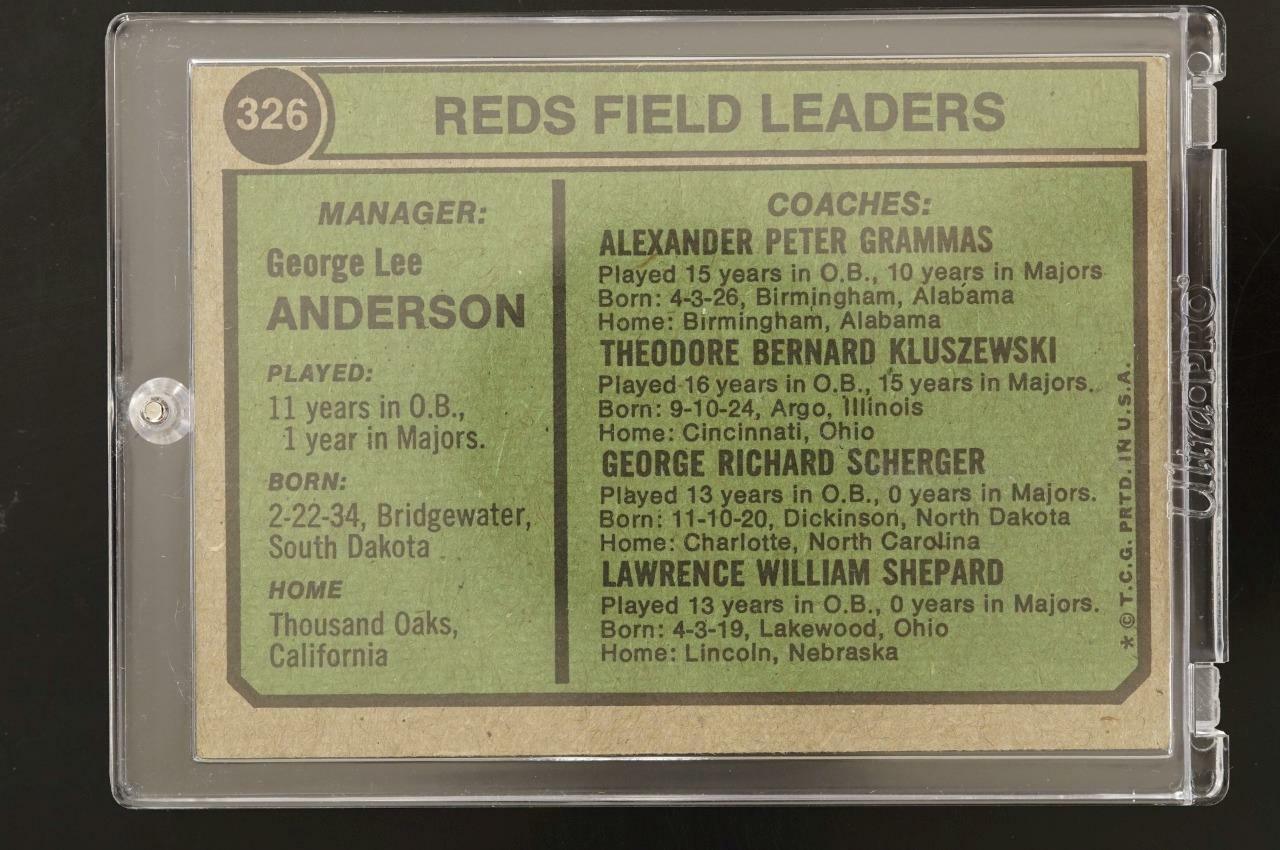 326
REDS FIELD LEADERS
MANAGER:
George Lee
ANDERSON
PLAYED:
11 years in O.B.,
1 year in Majors.
BORN:
2-22-34, Bridgewater,
South Dakota
HOME
Thousand Oaks,
California
COACHES:
ALEXANDER PETER GRAMMAS
Played 15 years in O.B., 10 years in Majors
Born: 4-3-26, Birmingham, Alabama
Home: Birmingham, Alabama
THEODORE BERNARD KLUSZEWSKI
Played 16 years in O.B., 15 years in Majors.
Born: 9-10-24, Argo, Illinois
Home: Cincinnati, Ohio
GEORGE RICHARD SCHERGER
Played 13 years in O.B., 0 years in Majors.
Born: 11-10-20, Dickinson, North Dakota
Home: Charlotte, North Carolina
LAWRENCE WILLIAM SHEPARD
Played 13 years in O.B., 0 years in Majors.
Born: 4-3-19, Lakewood, Ohio
Home: Lincoln, Nebraska
* © T.C.G. PRTD. IN U.S.A.
Ultra•PRO®